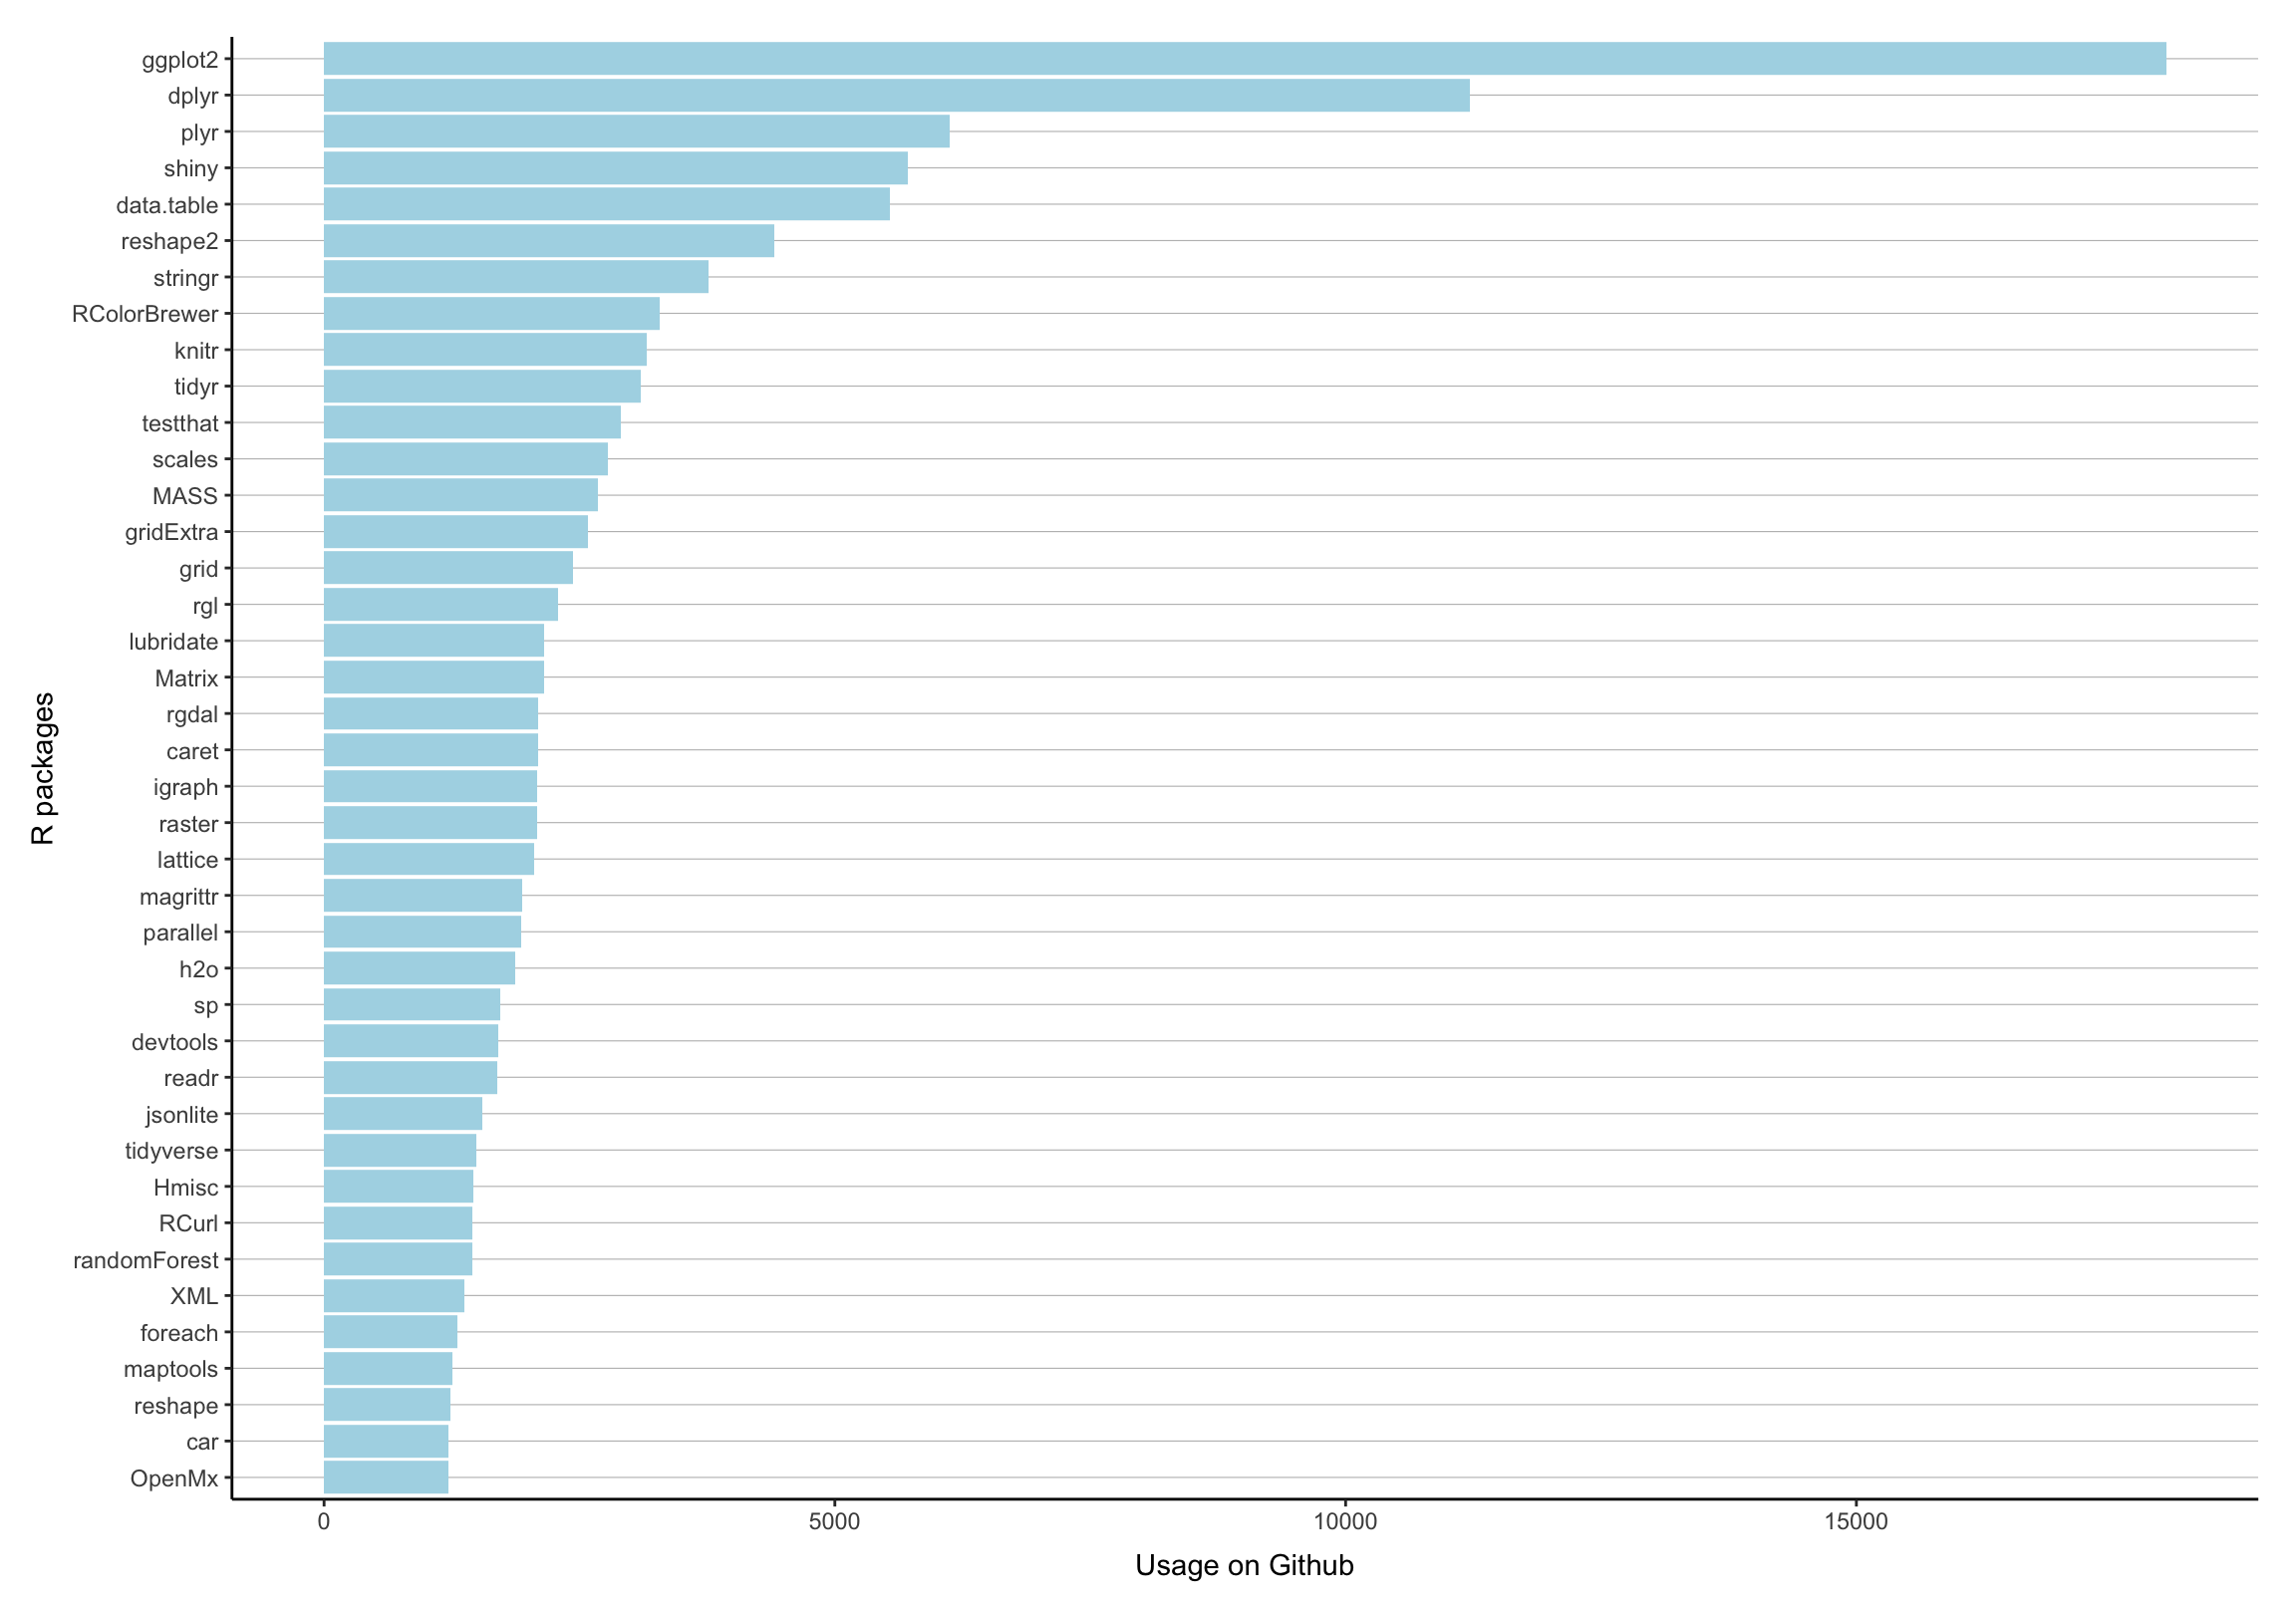 ggplot2
dplyr
plyr
shiny
data.table
reshape2
stringr
RColorBrewer
knitr
tidyr
testthat
scales
MASS
gridExtra
grid
rgl
lubridate
Matrix
rgdal
caret
igraph
raster
lattice
magrittr
parallel
h2o
sp
devtools
readr
jsonlite
tidyverse
Hmisc
RCurl
randomForest
XML
foreach
maptools
reshape
car
OpenMx
R packages
0 5000 10000 15000
Usage on Github